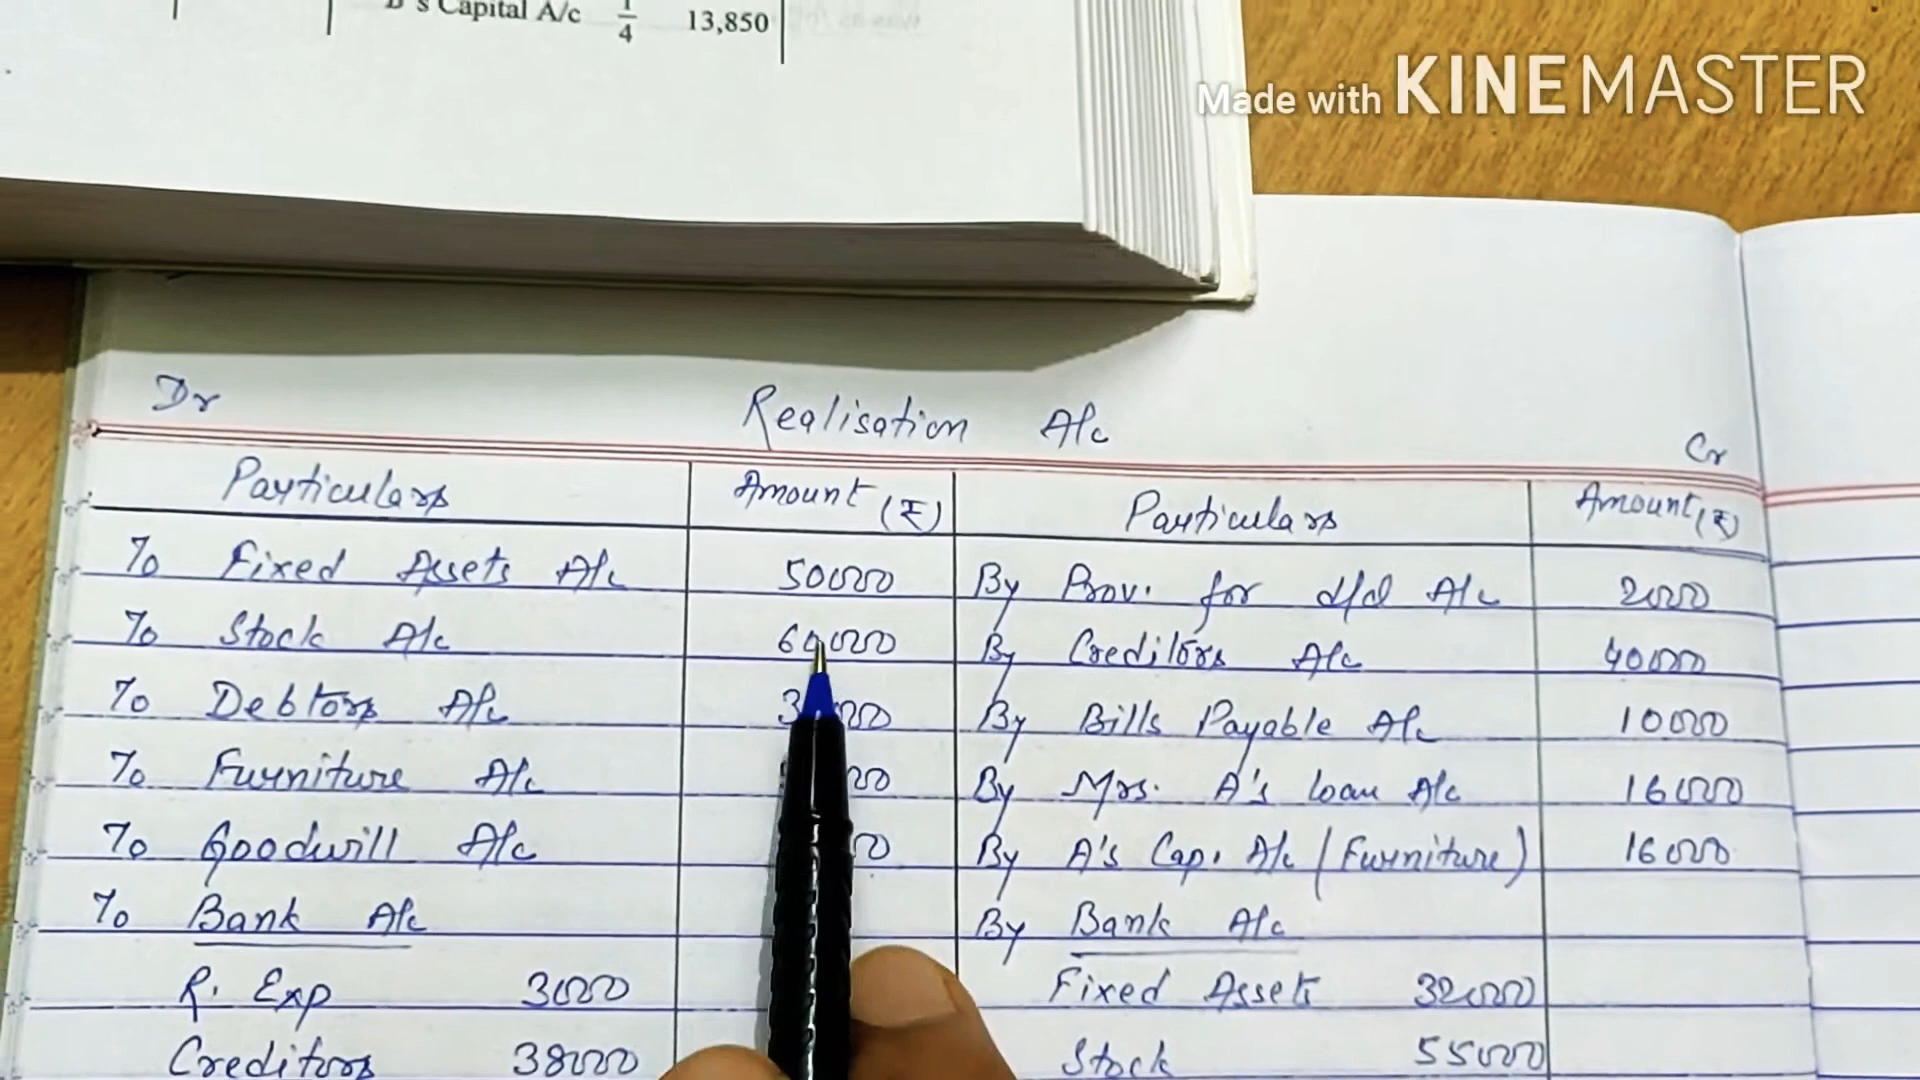 B's Capital A/c 1/4 13,850
Made with KINEMASTER
Dr Realisation A/c Cr
Particulars Amount (₹) Particulars Amount (₹)
To Fixed Assets A/c 50000 By Prov. for d/d A/c 2000
To Stock A/c 60000 By Creditors A/c 40000
To Debtors A/c By Bills Payable A/c 10000
To Furniture A/c By Mrs. A's loan A/c 16000
To Goodwill A/c By A's Cap. A/c (Furniture) 16000
To Bank A/c By Bank A/c
R. Exp 3000 Fixed Assets 32000
Creditors 38000 Stock 55000